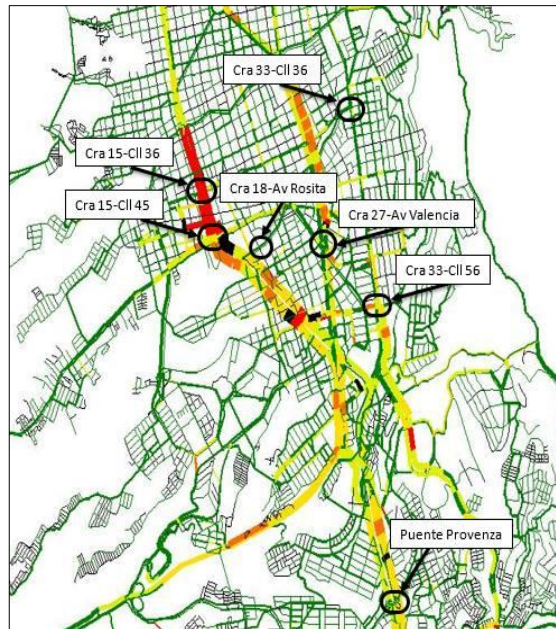 Cra 33-Cll 36
Cra 15-Cll 36
Cra 18-Av Rosita
Cra 15-Cll 45
Cra 27-Av Valencia
Cra 33-Cll 56
Puente Provenza